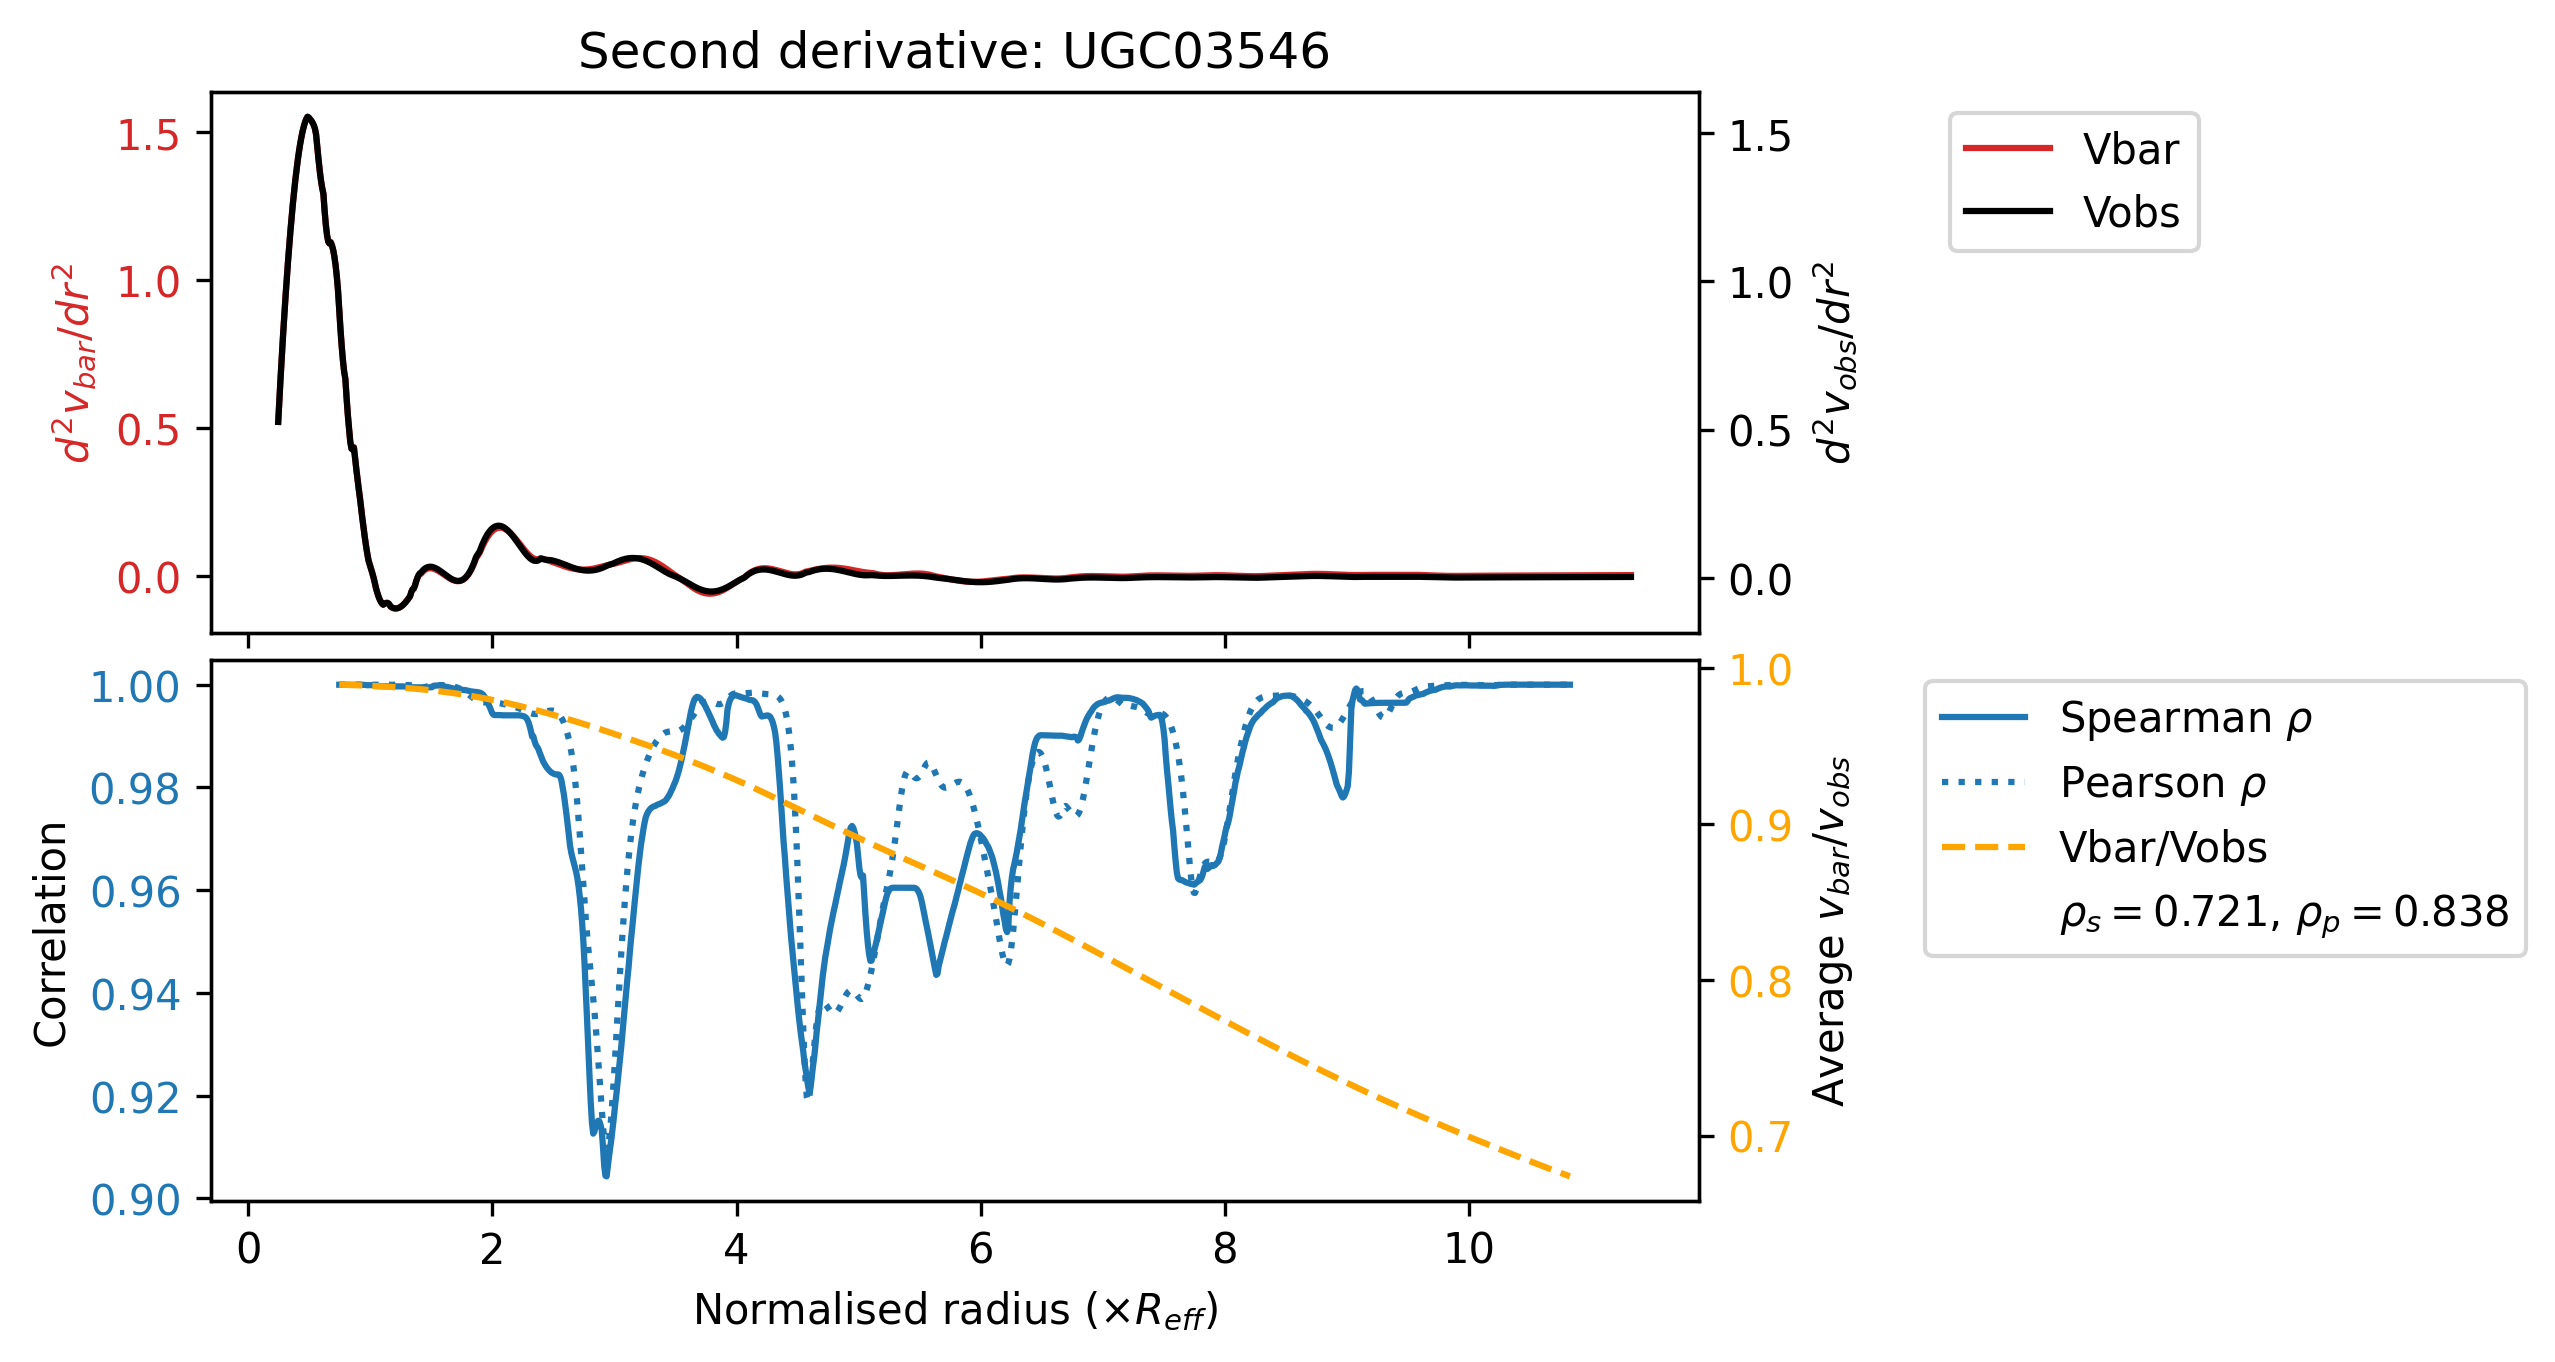 Second derivative: UGC03546
1.5
1.0
0.5
0.0
d²v_bar/dr²
1.5
1.0
0.5
0.0
d²v_obs/dr²
Vbar
Vobs
1.00
0.98
0.96
0.94
0.92
0.90
Correlation
1.0
0.9
0.8
0.7
Average v_bar/v_obs
Spearman ρ
Pearson ρ
Vbar/Vobs
ρ_s = 0.721, ρ_p = 0.838
0 2 4 6 8 10
Normalised radius (×R_eff)